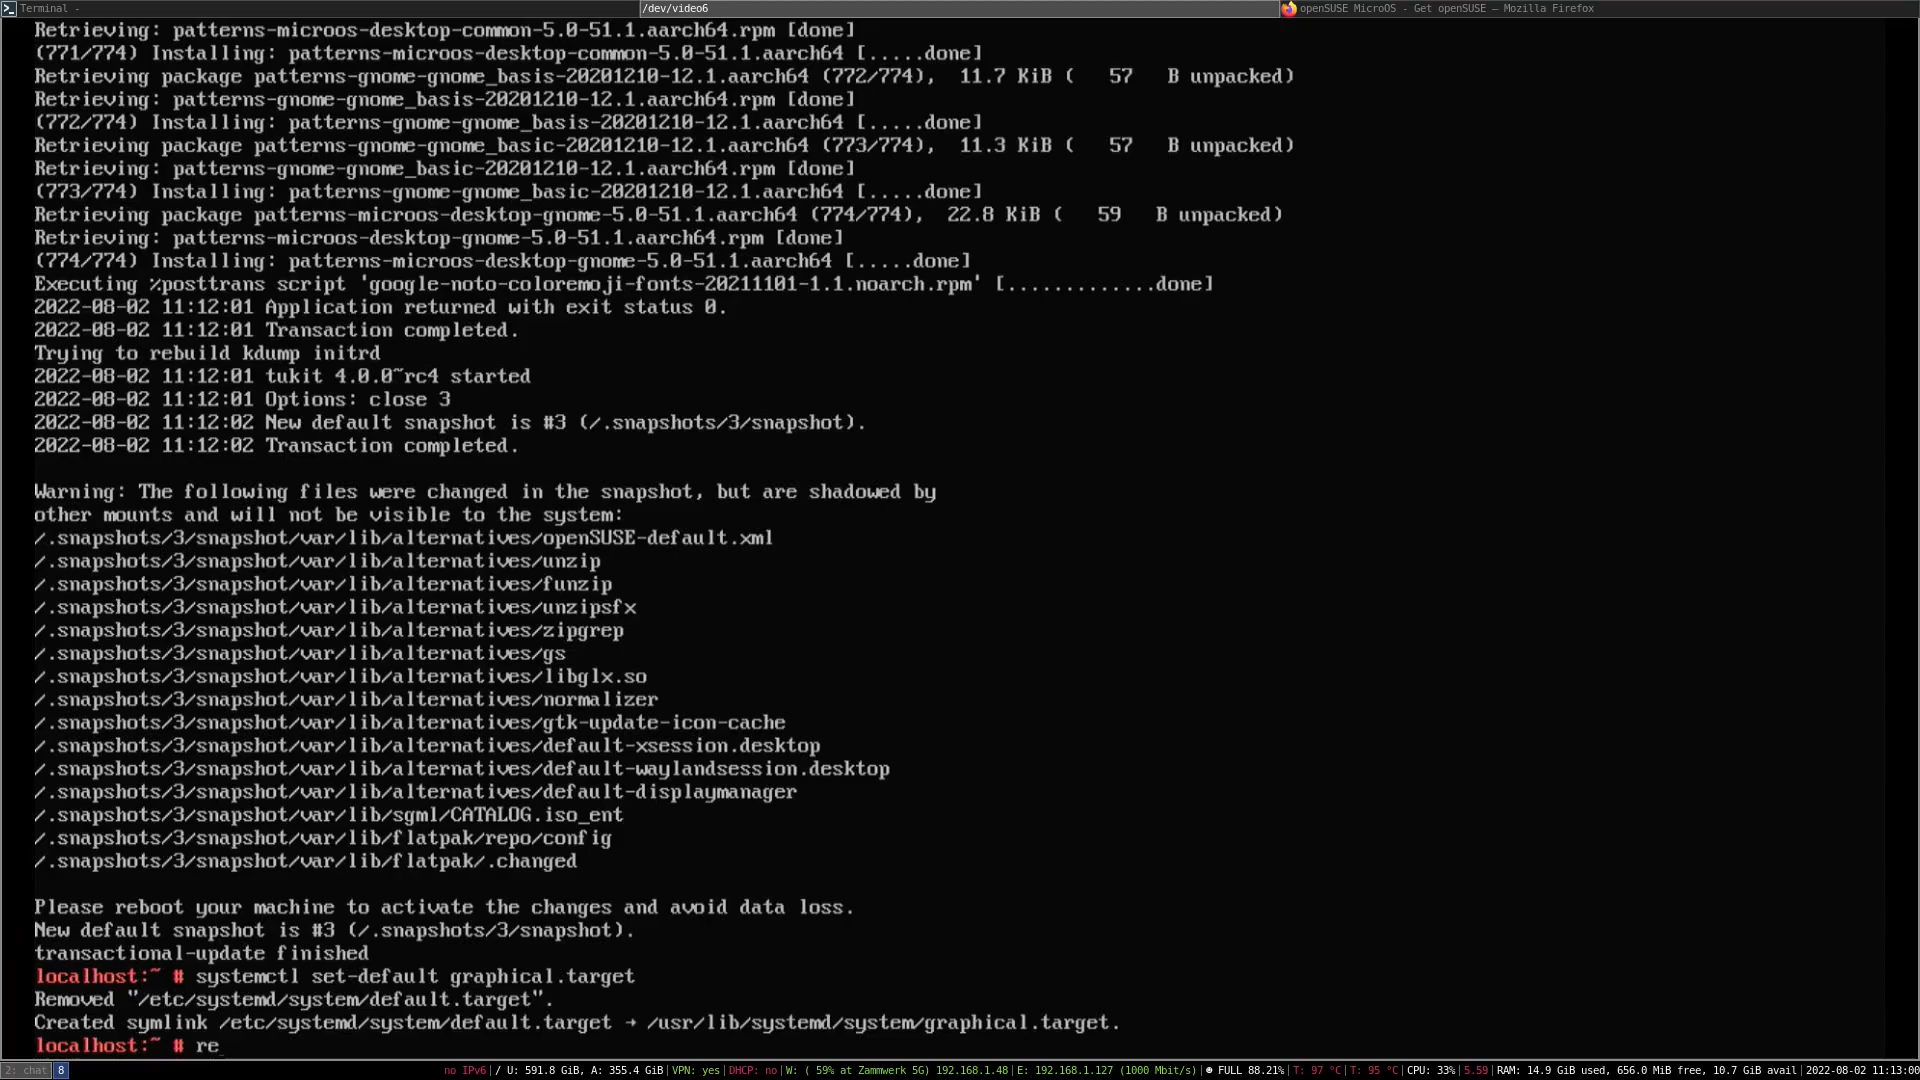 Terminal -
/dev/video6
openSUSE MicroOS - Get openSUSE — Mozilla Firefox
Retrieving: patterns-microos-desktop-common-5.0-51.1.aarch64.rpm [done]
(771/774) Installing: patterns-microos-desktop-common-5.0-51.1.aarch64 [.....done]
Retrieving package patterns-gnome-gnome_basis-20201210-12.1.aarch64 (772/774),  11.7 KiB (   57   B unpacked)
Retrieving: patterns-gnome-gnome_basis-20201210-12.1.aarch64.rpm [done]
(772/774) Installing: patterns-gnome-gnome_basis-20201210-12.1.aarch64 [.....done]
Retrieving package patterns-gnome-gnome_basic-20201210-12.1.aarch64 (773/774),  11.3 KiB (   57   B unpacked)
Retrieving: patterns-gnome-gnome_basic-20201210-12.1.aarch64.rpm [done]
(773/774) Installing: patterns-gnome-gnome_basic-20201210-12.1.aarch64 [.....done]
Retrieving package patterns-microos-desktop-gnome-5.0-51.1.aarch64 (774/774),  22.8 KiB (   59   B unpacked)
Retrieving: patterns-microos-desktop-gnome-5.0-51.1.aarch64.rpm [done]
(774/774) Installing: patterns-microos-desktop-gnome-5.0-51.1.aarch64 [.....done]
Executing %posttrans script 'google-noto-coloremoji-fonts-20211101-1.1.noarch.rpm' [.............done]
2022-08-02 11:12:01 Application returned with exit status 0.
2022-08-02 11:12:01 Transaction completed.
Trying to rebuild kdump initrd
2022-08-02 11:12:01 tukit 4.0.0~rc4 started
2022-08-02 11:12:01 Options: close 3
2022-08-02 11:12:02 New default snapshot is #3 (/.snapshots/3/snapshot).
2022-08-02 11:12:02 Transaction completed.
Warning: The following files were changed in the snapshot, but are shadowed by
other mounts and will not be visible to the system:
/.snapshots/3/snapshot/var/lib/alternatives/openSUSE-default.xml
/.snapshots/3/snapshot/var/lib/alternatives/unzip
/.snapshots/3/snapshot/var/lib/alternatives/funzip
/.snapshots/3/snapshot/var/lib/alternatives/unzipsfx
/.snapshots/3/snapshot/var/lib/alternatives/zipgrep
/.snapshots/3/snapshot/var/lib/alternatives/gs
/.snapshots/3/snapshot/var/lib/alternatives/libglx.so
/.snapshots/3/snapshot/var/lib/alternatives/normalizer
/.snapshots/3/snapshot/var/lib/alternatives/gtk-update-icon-cache
/.snapshots/3/snapshot/var/lib/alternatives/default-xsession.desktop
/.snapshots/3/snapshot/var/lib/alternatives/default-waylandsession.desktop
/.snapshots/3/snapshot/var/lib/alternatives/default-displaymanager
/.snapshots/3/snapshot/var/lib/sgml/CATALOG.iso_ent
/.snapshots/3/snapshot/var/lib/flatpak/repo/config
/.snapshots/3/snapshot/var/lib/flatpak/.changed
Please reboot your machine to activate the changes and avoid data loss.
New default snapshot is #3 (/.snapshots/3/snapshot).
transactional-update finished
localhost:~ # systemctl set-default graphical.target
Removed "/etc/systemd/system/default.target".
Created symlink /etc/systemd/system/default.target → /usr/lib/systemd/system/graphical.target.
localhost:~ # re_
2: chat 8 no IPv6|/ U: 591.8 GiB, A: 355.4 GiB|VPN: yes|DHCP: no|W: ( 59% at Zammwerk 5G) 192.168.1.48|E: 192.168.1.127 (1000 Mbit/s)|☻ FULL 88.21%|T: 97 °C|T: 95 °C|CPU: 33%|5.59|RAM: 14.9 GiB used, 656.0 MiB free, 10.7 GiB avail|2022-08-02 11:13:00